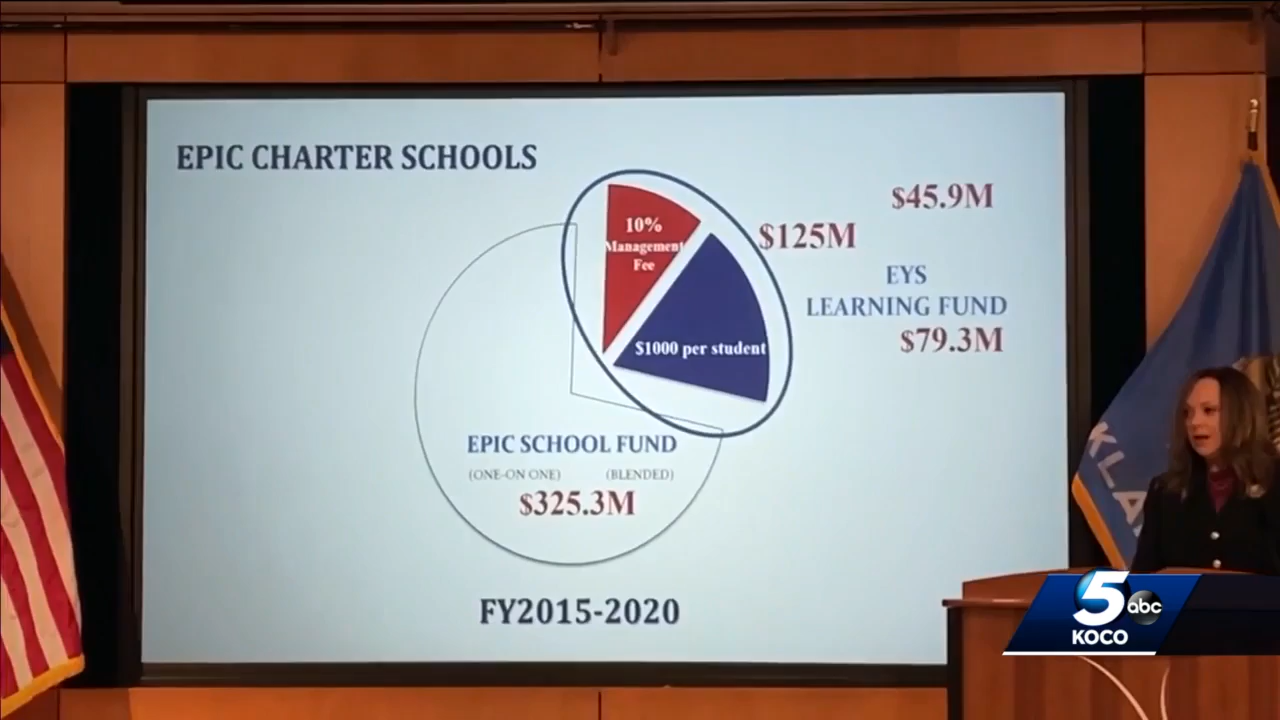 EPIC CHARTER SCHOOLS
10%
Management
Fee
$1000 per student
$45.9M
$125M
EYS
LEARNING FUND
$79.3M
EPIC SCHOOL FUND
(ONE-ON ONE) (BLENDED)
$325.3M
FY2015-2020
KLA
5 abc
KOCO